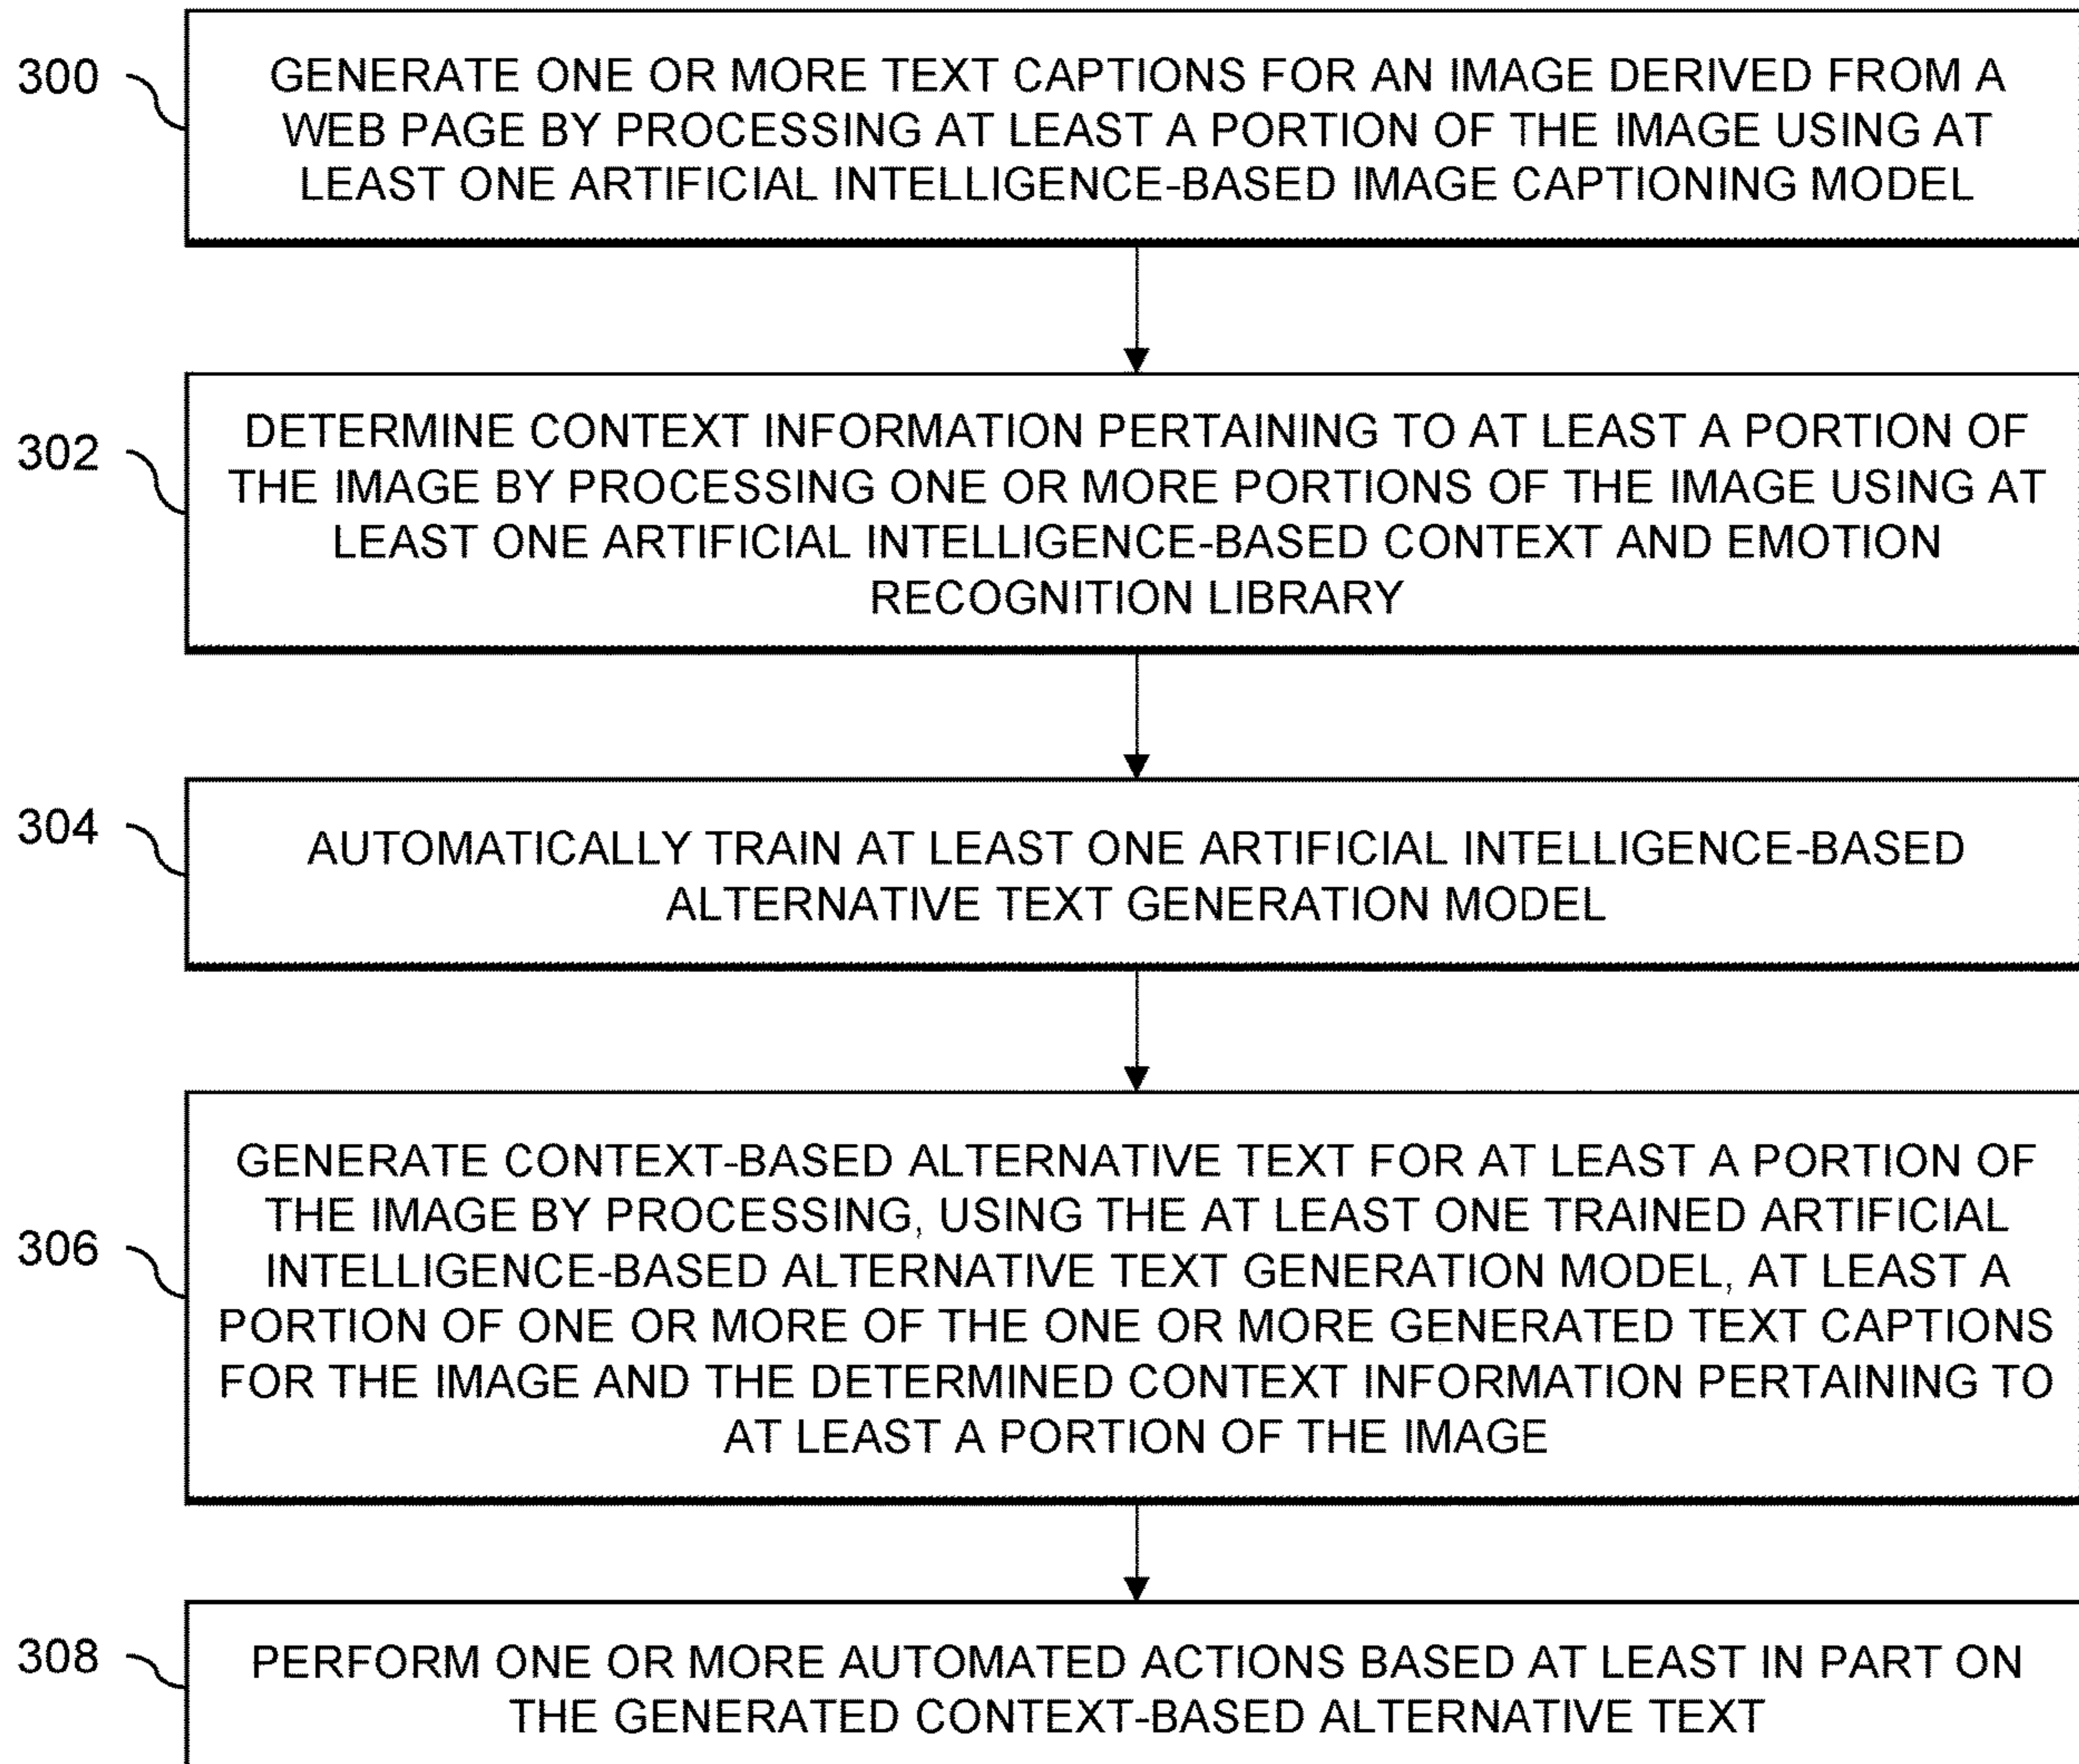 300
GENERATE ONE OR MORE TEXT CAPTIONS FOR AN IMAGE DERIVED FROM A
WEB PAGE BY PROCESSING AT LEAST A PORTION OF THE IMAGE USING AT
LEAST ONE ARTIFICIAL INTELLIGENCE-BASED IMAGE CAPTIONING MODEL
302
DETERMINE CONTEXT INFORMATION PERTAINING TO AT LEAST A PORTION OF
THE IMAGE BY PROCESSING ONE OR MORE PORTIONS OF THE IMAGE USING AT
LEAST ONE ARTIFICIAL INTELLIGENCE-BASED CONTEXT AND EMOTION
RECOGNITION LIBRARY
304
AUTOMATICALLY TRAIN AT LEAST ONE ARTIFICIAL INTELLIGENCE-BASED
ALTERNATIVE TEXT GENERATION MODEL
306
GENERATE CONTEXT-BASED ALTERNATIVE TEXT FOR AT LEAST A PORTION OF
THE IMAGE BY PROCESSING, USING THE AT LEAST ONE TRAINED ARTIFICIAL
INTELLIGENCE-BASED ALTERNATIVE TEXT GENERATION MODEL, AT LEAST A
PORTION OF ONE OR MORE OF THE ONE OR MORE GENERATED TEXT CAPTIONS
FOR THE IMAGE AND THE DETERMINED CONTEXT INFORMATION PERTAINING TO
AT LEAST A PORTION OF THE IMAGE
308
PERFORM ONE OR MORE AUTOMATED ACTIONS BASED AT LEAST IN PART ON
THE GENERATED CONTEXT-BASED ALTERNATIVE TEXT